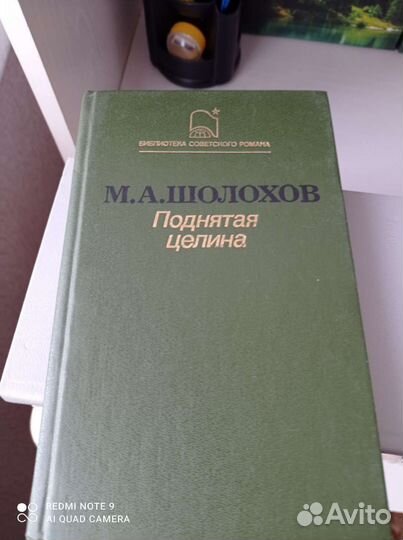 БИБЛИОТЕКА СОВЕТСКОГО РОМАНА
М.А.ШОЛОХОВ
Поднятая
целина
REDMI NOTE 9
AI QUAD CAMERA
Avito